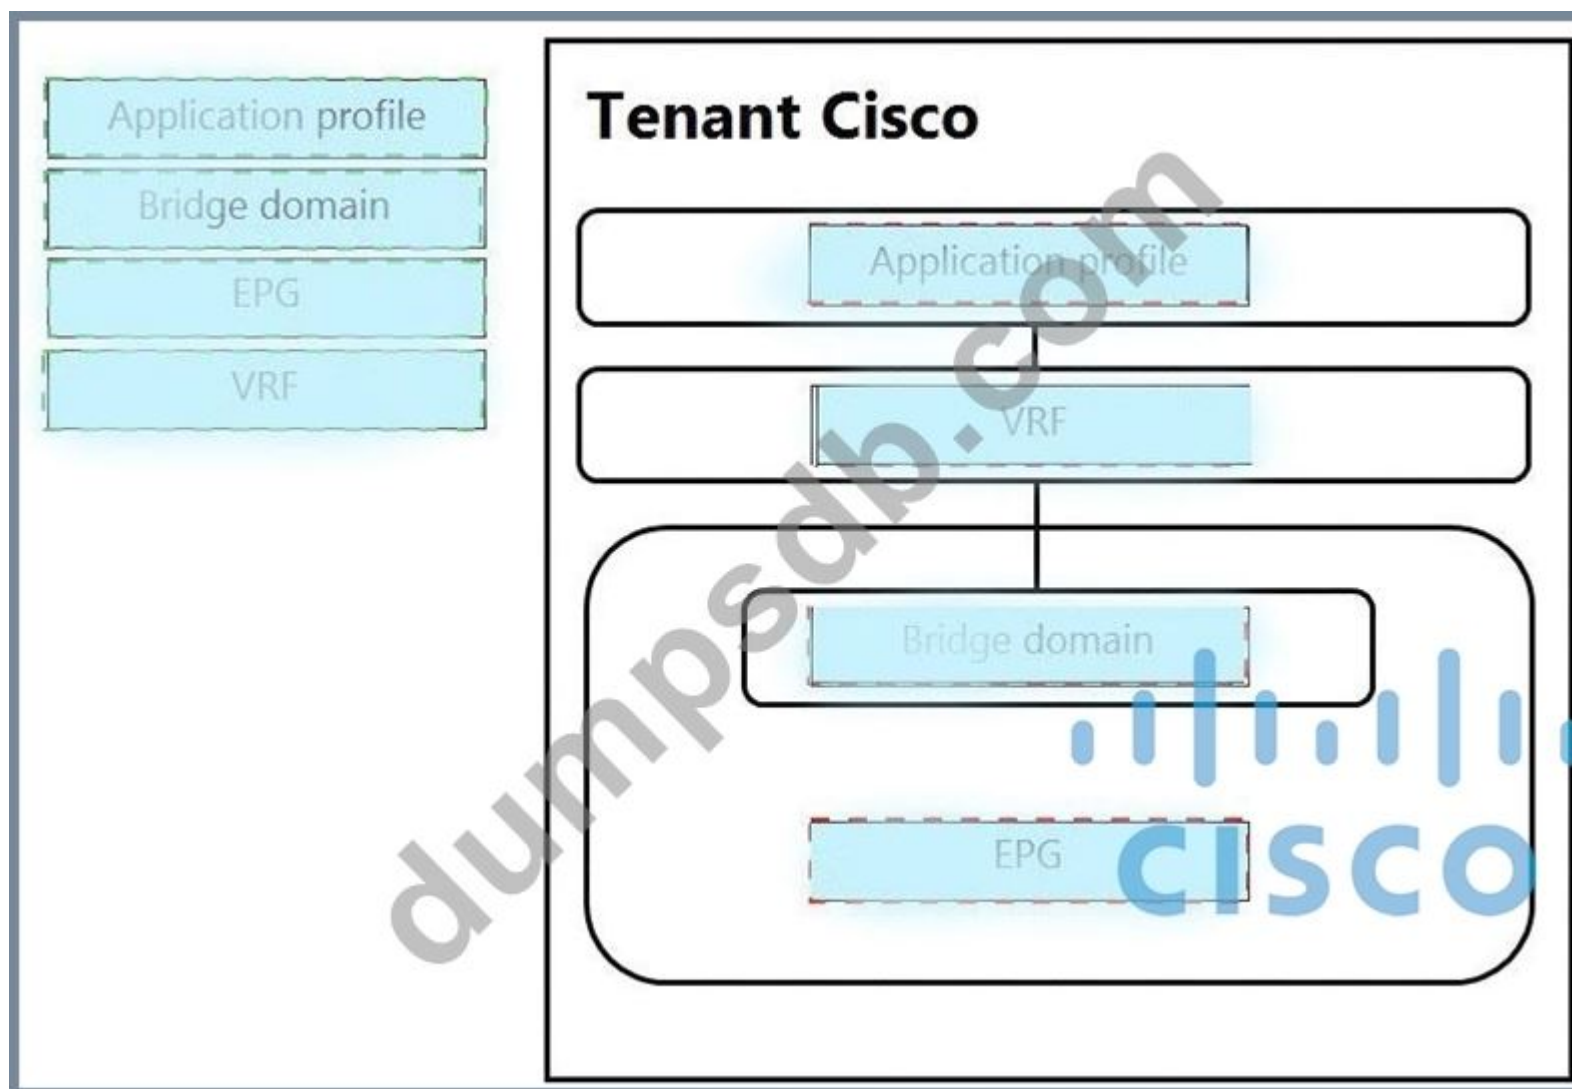 Application profile
Bridge domain
EPG
VRF
Tenant Cisco
Application profile
VRF
Bridge domain
EPG
dumpsdb.com
CISCO